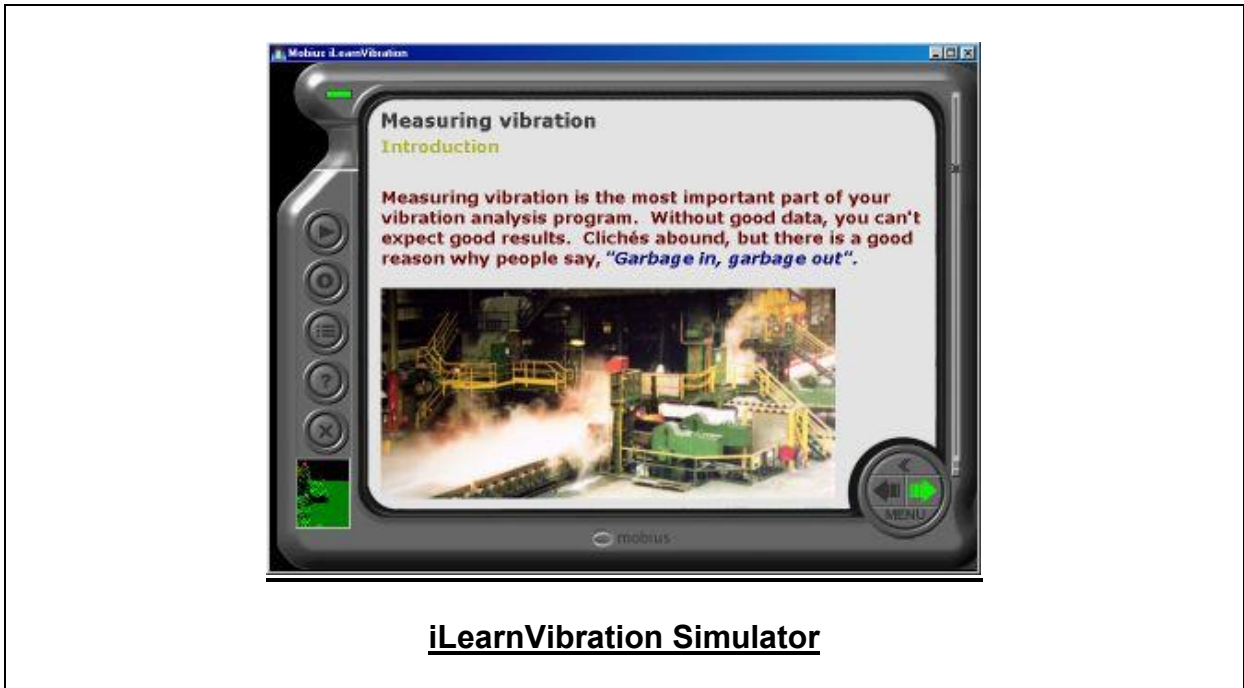 Mobius iLearnVibration
Measuring vibration
Introduction
Measuring vibration is the most important part of your
vibration analysis program. Without good data, you can't
expect good results. Clichés abound, but there is a good
reason why people say, "Garbage in, garbage out".
MENU
mobius
iLearnVibration Simulator